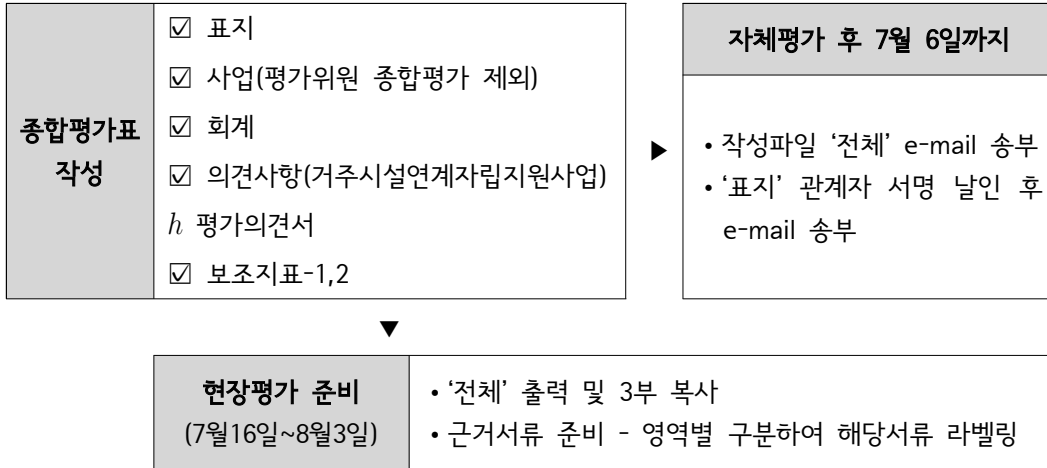 종합평가표
작성
☑ 표지
☑ 사업(평가위원 종합평가 제외)
☑ 회계
☑ 의견사항(거주시설연계자립지원사업)
h 평가의견서
☑ 보조지표-1,2
▶
자체평가 후 7월 6일까지
• 작성파일 ‘전체’ e-mail 송부
• ‘표지’ 관계자 서명 날인 후
e-mail 송부
▼
현장평가 준비
(7월16일~8월3일)
• ‘전체’ 출력 및 3부 복사
• 근거서류 준비 - 영역별 구분하여 해당서류 라벨링